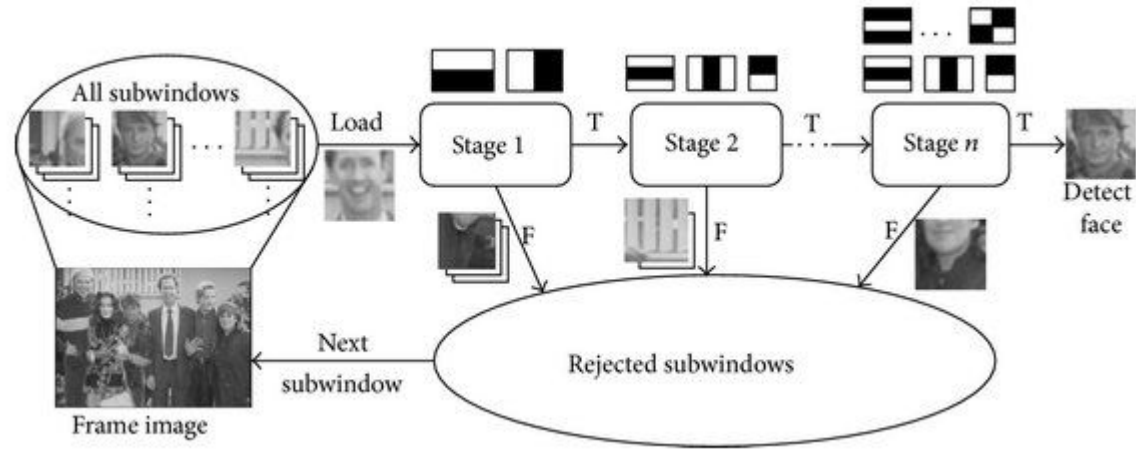 All subwindows
. . .
Load
Stage 1
T
Stage 2
T
. . .
. . .
Stage n
T
Detect
face
F
F
F
Rejected subwindows
Next
subwindow
Frame image